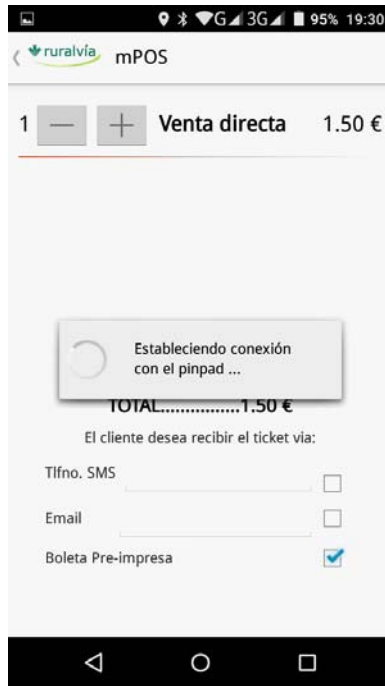 G 3G 95% 19:30
ruralvía mPOS
1 Venta directa 1.50 €
Estableciendo conexión
con el pinpad ...
TOTAL................1.50 €
El cliente desea recibir el ticket via:
Tlfno. SMS
Email
Boleta Pre-impresa